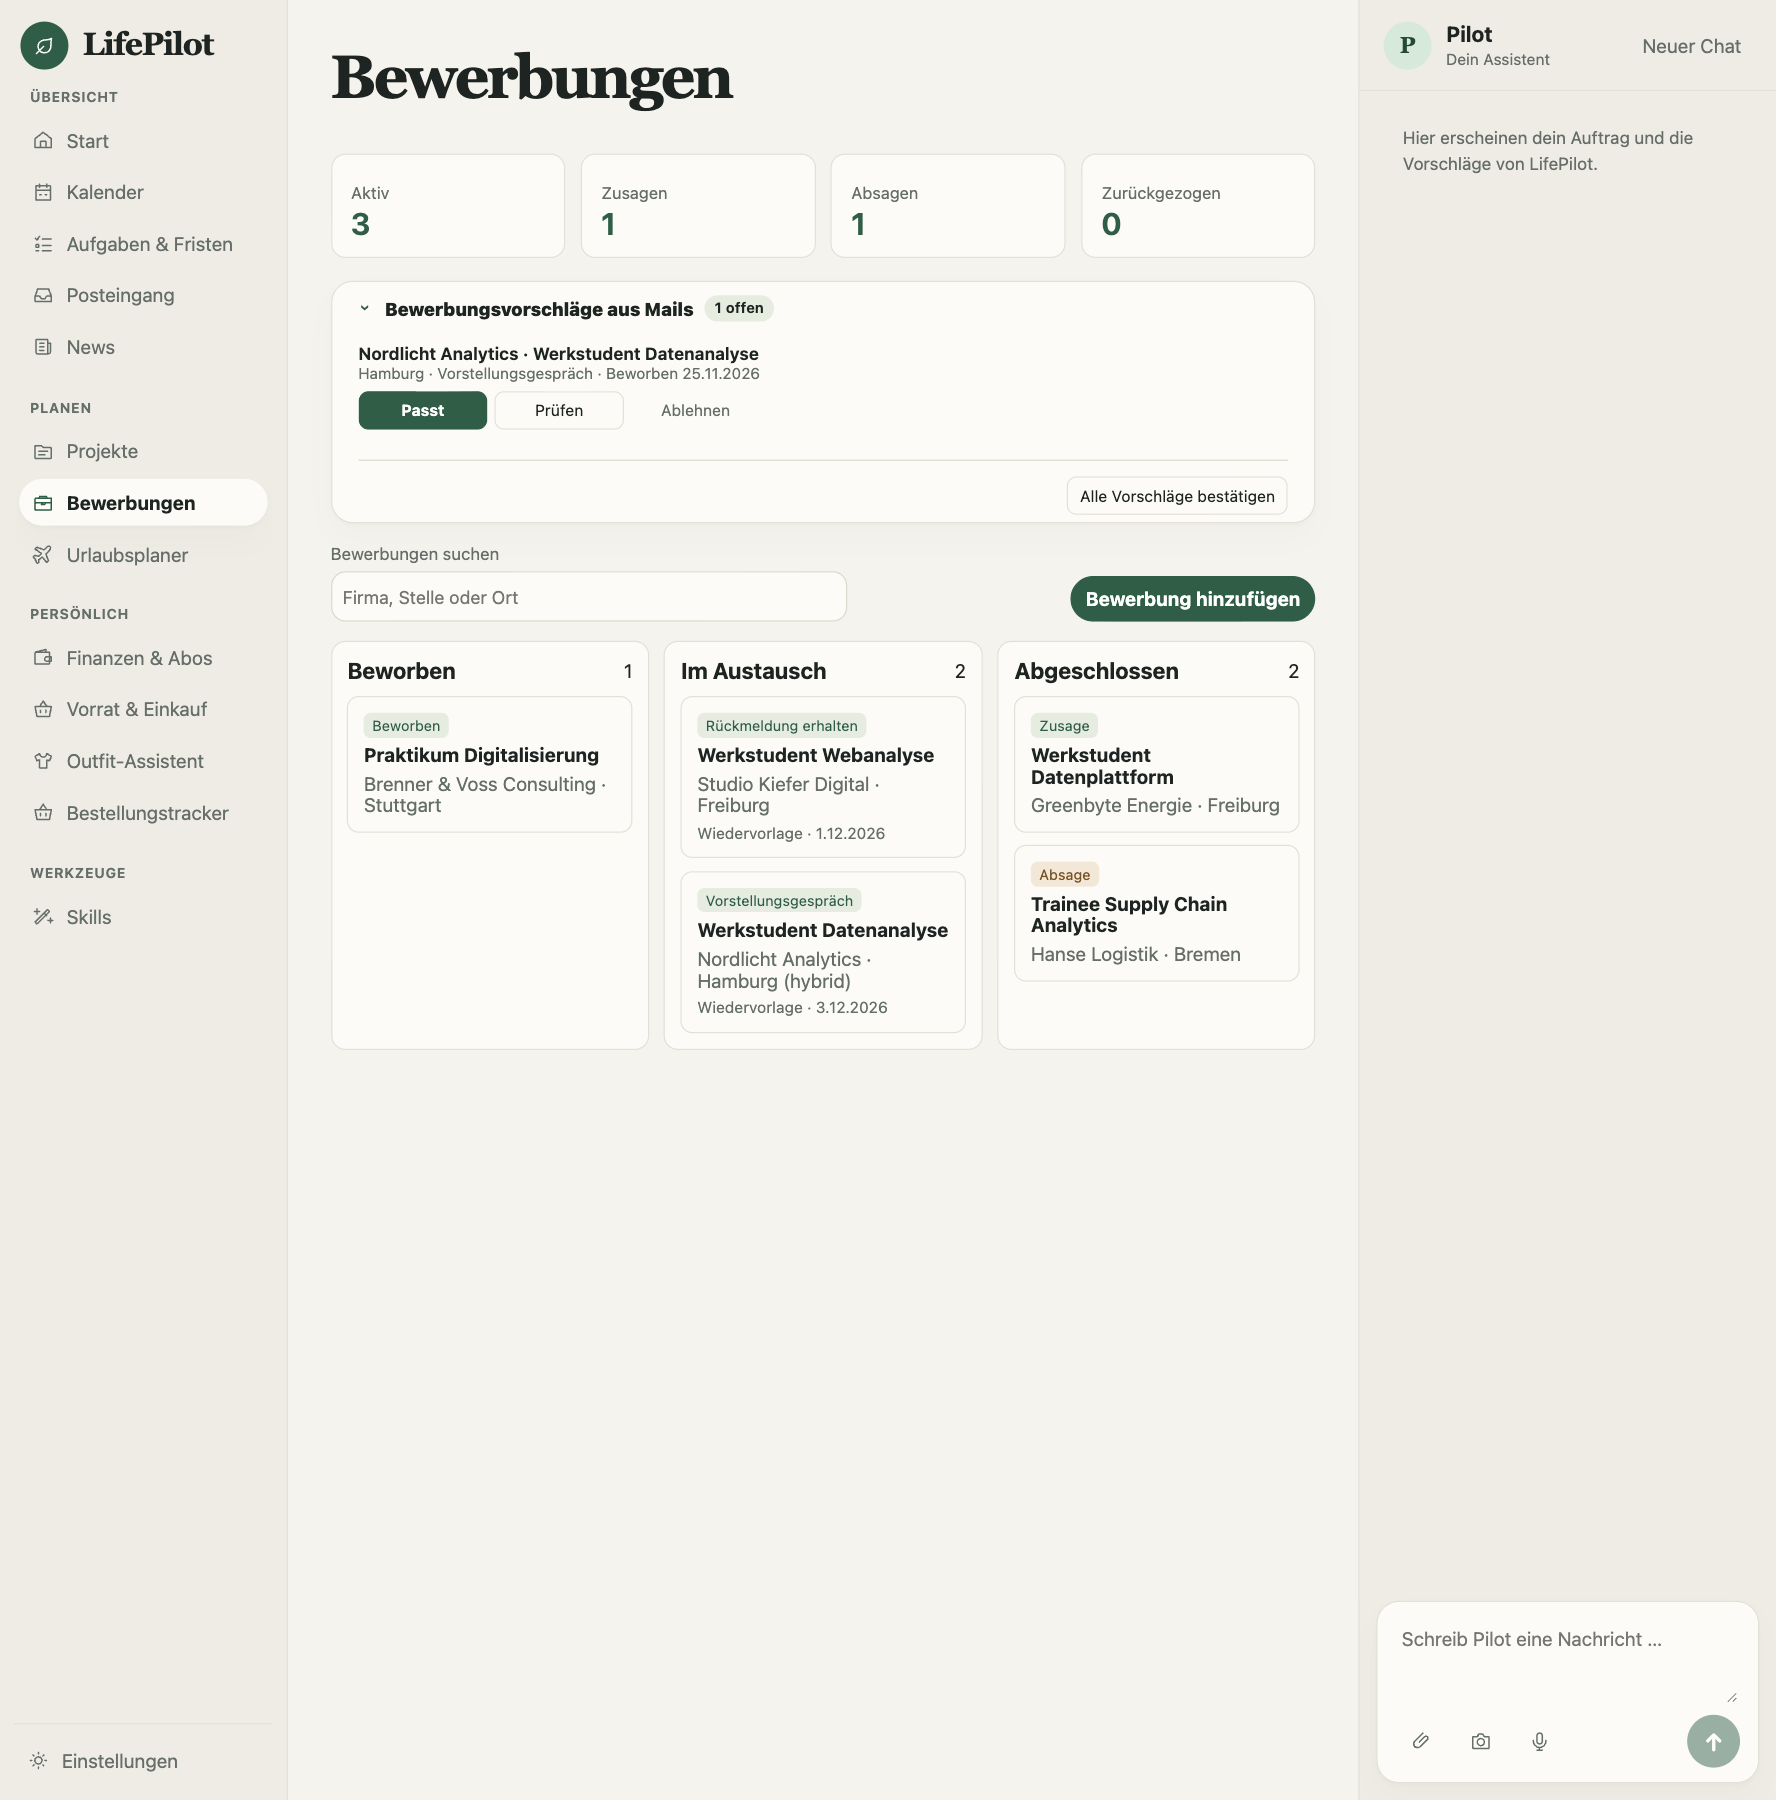 LifePilot
ÜBERSICHT
Start
Kalender
Aufgaben & Fristen
Posteingang
News
PLANEN
Projekte
Bewerbungen
Urlaubsplaner
PERSÖNLICH
Finanzen & Abos
Vorrat & Einkauf
Outfit-Assistent
Bestellungstracker
WERKZEUGE
Skills
Einstellungen
Bewerbungen
Aktiv
3
Zusagen
1
Absagen
1
Zurückgezogen
0
Bewerbungsvorschläge aus Mails 1 offen
Nordlicht Analytics · Werkstudent Datenanalyse
Hamburg · Vorstellungsgespräch · Beworben 25.11.2026
Passt Prüfen Ablehnen
Alle Vorschläge bestätigen
Bewerbungen suchen
Firma, Stelle oder Ort
Bewerbung hinzufügen
Beworben 1
Beworben
Praktikum Digitalisierung
Brenner & Voss Consulting ·
Stuttgart
Im Austausch 2
Rückmeldung erhalten
Werkstudent Webanalyse
Studio Kiefer Digital ·
Freiburg
Wiedervorlage · 1.12.2026
Vorstellungsgespräch
Werkstudent Datenanalyse
Nordlicht Analytics ·
Hamburg (hybrid)
Wiedervorlage · 3.12.2026
Abgeschlossen 2
Zusage
Werkstudent
Datenplattform
Greenbyte Energie · Freiburg
Absage
Trainee Supply Chain
Analytics
Hanse Logistik · Bremen
P
Pilot
Dein Assistent
Neuer Chat
Hier erscheinen dein Auftrag und die
Vorschläge von LifePilot.
Schreib Pilot eine Nachricht ...